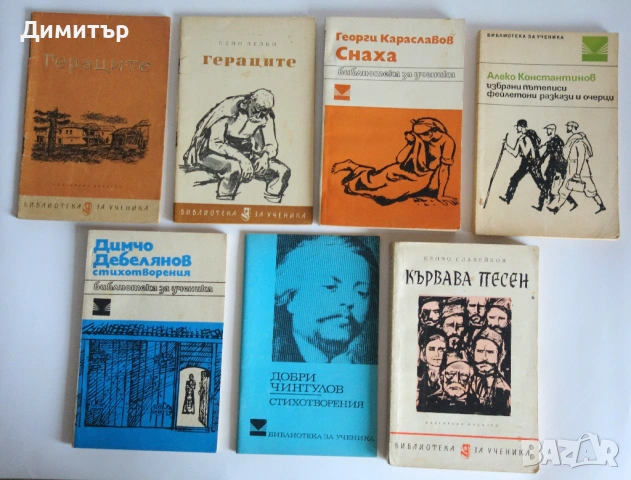 Димитър
Гераците
БИБЛИОТЕКА ЗА УЧЕНИКА
ЕЛИН ПЕЛИН
ГЕРАЦИТЕ
БИБЛИОТЕКА ЗА УЧЕНИКА
Георги Караславов
Снаха
библиотека за ученика
БИБЛИОТЕКА ЗА УЧЕНИКА
Алеко Константинов
избрани пътеписи
фейлетони разкази и очерци
Димчо
Дебелянов
стихотворения
библиотека за ученика
ДОБРИ
ЧИНТУЛОВ
СТИХОТВОРЕНИЯ
БИБЛИОТЕКА ЗА УЧЕНИКА
ПЕНЧО СЛАВЕЙКОВ
КЪРВАВА ПЕСЕН
БЪЛГАРСКИ ПИСАТЕЛ
БИБЛИОТЕКА ЗА УЧЕНИКА
BAZAR